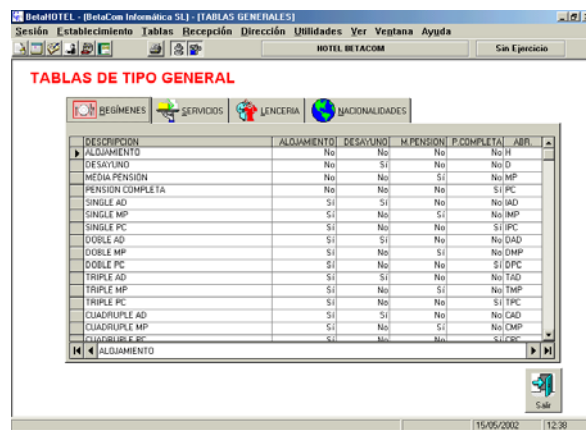 BetaHOTEL - (BetaCom Informática SL) - [TABLAS GENERALES]
Sesión Establecimiento Tablas Recepción Dirección Utilidades Ver Ventana Ayuda
HOTEL BETACOM Sin Ejercicio
TABLAS DE TIPO GENERAL
REGÍMENES SERVICIOS LENCERIA NACIONALIDADES
DESCRIPCION ALOJAMIENTO DESAYUNO M.PENSION P.COMPLETA ABR.
ALOJAMIENTO No No No No H
DESAYUNO No Sí No No D
MEDIA PENSION No No Sí No MP
PENSION COMPLETA No No No Sí PC
SINGLE AD Sí Sí No No IAD
SINGLE MP Sí No Sí No IMP
SINGLE PC Sí No No Sí IPC
DOBLE AD Sí Sí No No DAD
DOBLE MP Sí No Sí No DMP
DOBLE PC Sí No No Sí DPC
TRIPLE AD Sí Sí No No TAD
TRIPLE MP Sí No Sí No TMP
TRIPLE PC Sí No No Sí TPC
CUADRUPLE AD Sí Sí No No CAD
CUADRUPLE MP Sí No Sí No CMP
CUADRUPLE PC Sí No No Sí CPC
ALOJAMIENTO
Salir
15/05/2002 12:38